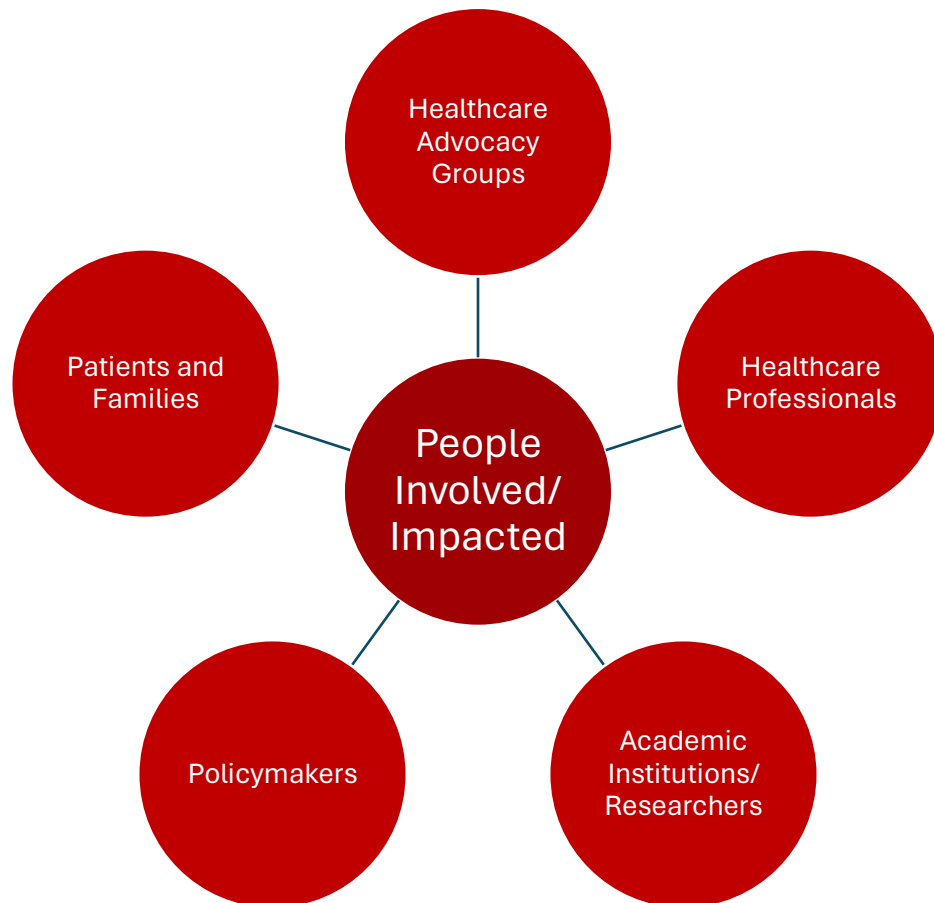 Healthcare
Advocacy
Groups
Patients and
Families
Healthcare
Professionals
People
Involved/
Impacted
Policymakers
Academic
Institutions/
Researchers